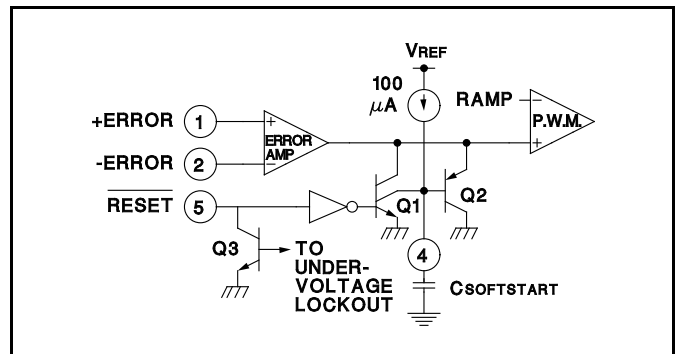 VREF
100
μA
RAMP
P.W.M.
−
+
+ERROR
1
+
ERROR
AMP
−
-ERROR
2
RESET
5
Q1
Q2
Q3
TO
UNDER-
VOLTAGE
LOCKOUT
4
CSOFTSTART